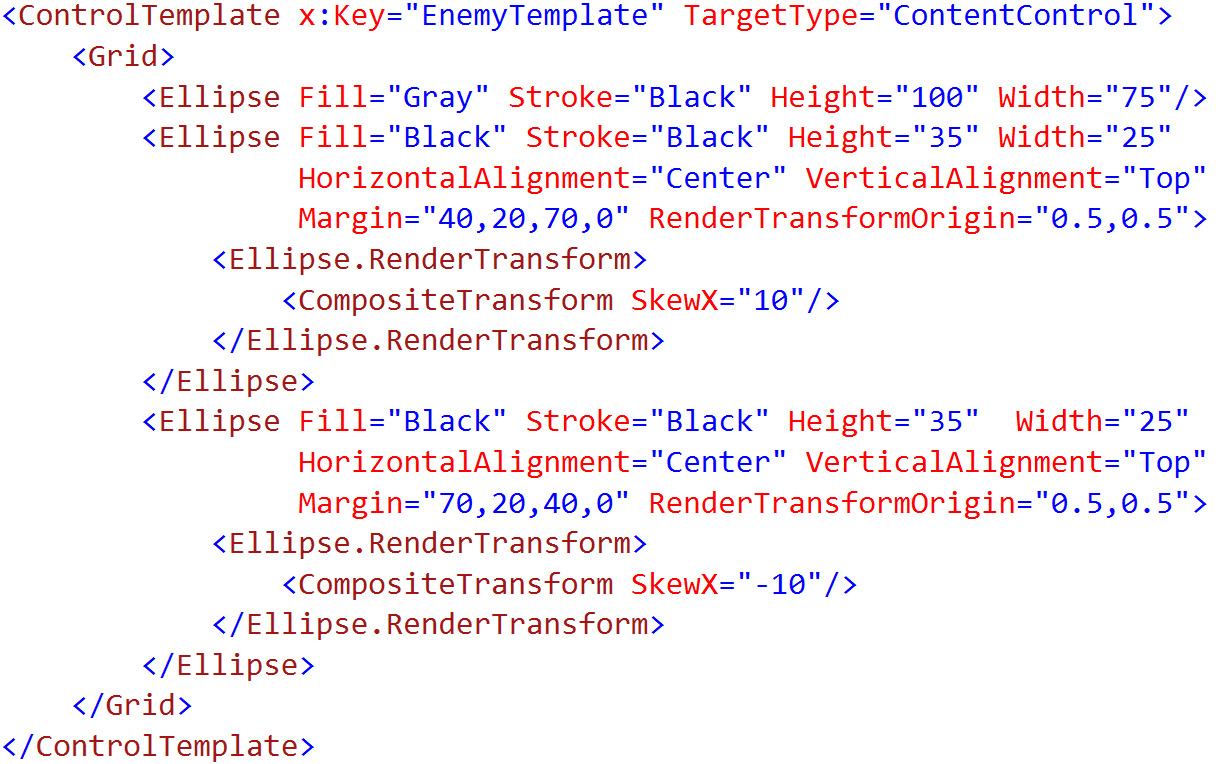 <ControlTemplate x:Key="EnemyTemplate" TargetType="ContentControl">
    <Grid>
        <Ellipse Fill="Gray" Stroke="Black" Height="100" Width="75"/>
        <Ellipse Fill="Black" Stroke="Black" Height="35" Width="25"
                 HorizontalAlignment="Center" VerticalAlignment="Top"
                 Margin="40,20,70,0" RenderTransformOrigin="0.5,0.5">
            <Ellipse.RenderTransform>
                <CompositeTransform SkewX="10"/>
            </Ellipse.RenderTransform>
        </Ellipse>
        <Ellipse Fill="Black" Stroke="Black" Height="35"  Width="25"
                 HorizontalAlignment="Center" VerticalAlignment="Top"
                 Margin="70,20,40,0" RenderTransformOrigin="0.5,0.5">
            <Ellipse.RenderTransform>
                <CompositeTransform SkewX="-10"/>
            </Ellipse.RenderTransform>
        </Ellipse>
    </Grid>
</ControlTemplate>